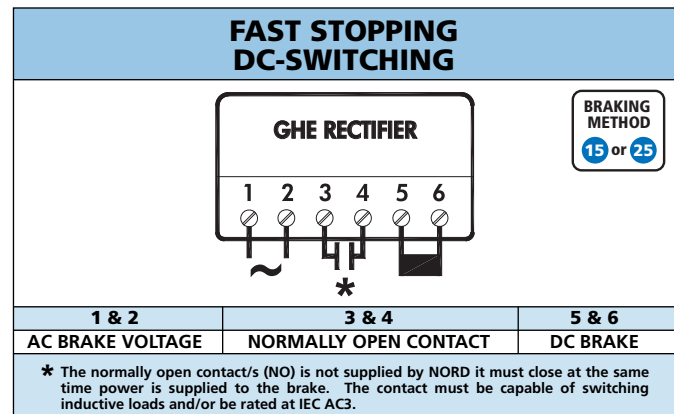 FAST STOPPING
DC-SWITCHING
GHE RECTIFIER
BRAKING
METHOD
15 or 25
1 2 3 4 5 6
~
*
1 & 2 3 & 4 5 & 6
AC BRAKE VOLTAGE NORMALLY OPEN CONTACT DC BRAKE
* The normally open contact/s (NO) is not supplied by NORD it must close at the same
time power is supplied to the brake. The contact must be capable of switching
inductive loads and/or be rated at IEC AC3.